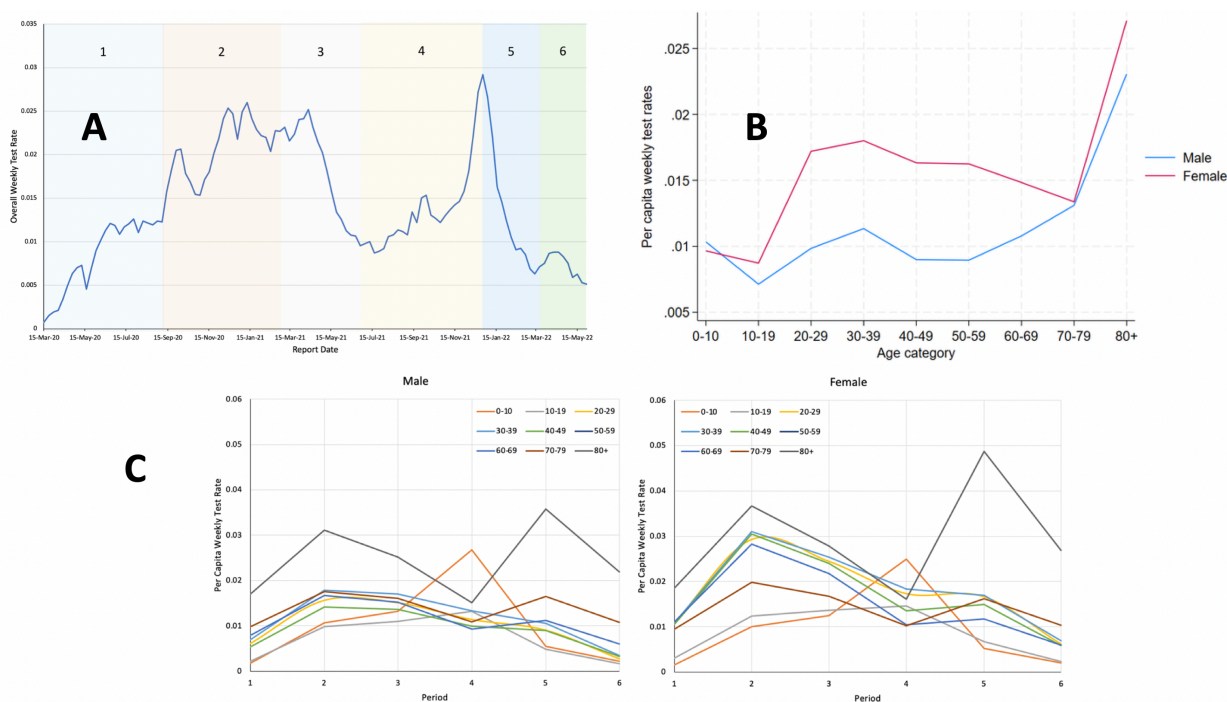 A
1 2 3 4 5 6
Overall Weekly Test Rate
0.035
0.03
0.025
0.02
0.015
0.01
0.005
0
15-Mar-20 15-May-20 15-Jul-20 15-Sep-20 15-Nov-20 15-Jan-21 15-Mar-21 15-May-21 15-Jul-21 15-Sep-21 15-Nov-21 15-Jan-22 15-Mar-22 15-May-22
Report Date
B
Per capita weekly test rates
.025
.02
.015
.01
.005
0-10 10-19 20-29 30-39 40-49 50-59 60-69 70-79 80+
Age category
Male
Female
C
Male
Per Capita Weekly Test Rate
0.06
0.05
0.04
0.03
0.02
0.01
0
0-10 10-19 20-29
30-39 40-49 50-59
60-69 70-79 80+
1 2 3 4 5 6
Period
Female
Per Capita Weekly Test Rate
0.06
0.05
0.04
0.03
0.02
0.01
0
0-10 10-19 20-29
30-39 40-49 50-59
60-69 70-79 80+
1 2 3 4 5 6
Period